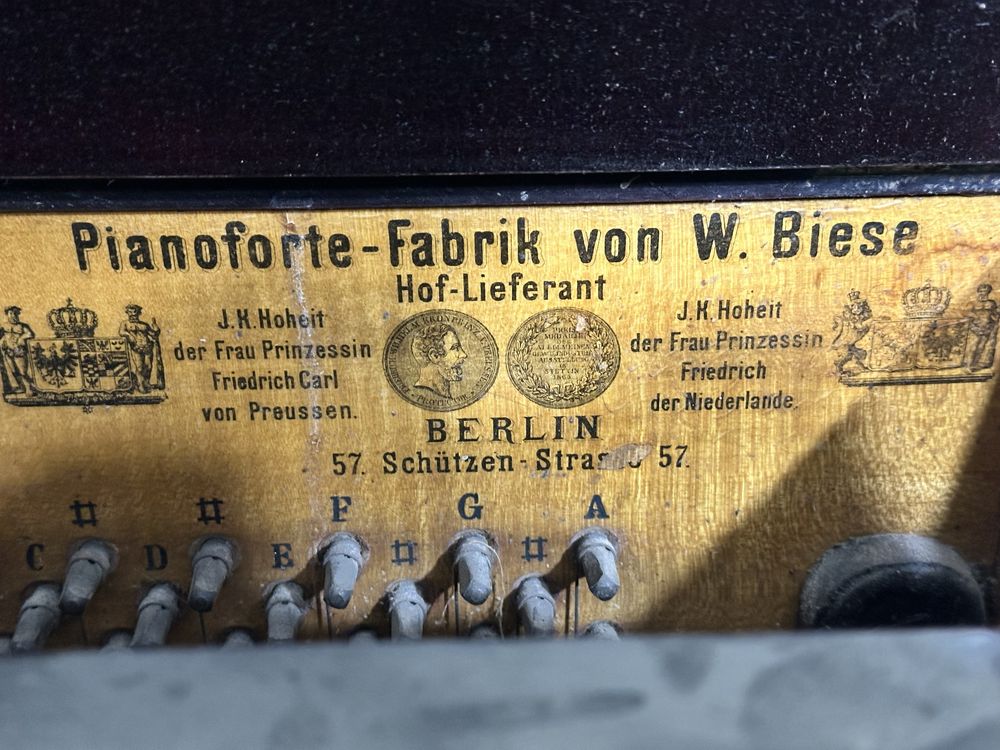 Pianoforte-Fabrik von W. Biese
Hof-Lieferant
J.K.Hoheit
der Frau Prinzessin
Friedrich Carl
von Preussen.
J.K.Hoheit
der Frau Prinzessin
Friedrich
der Niederlande.
BERLIN
57. Schützen-Strasse 57.
# # F G A
C D E # #